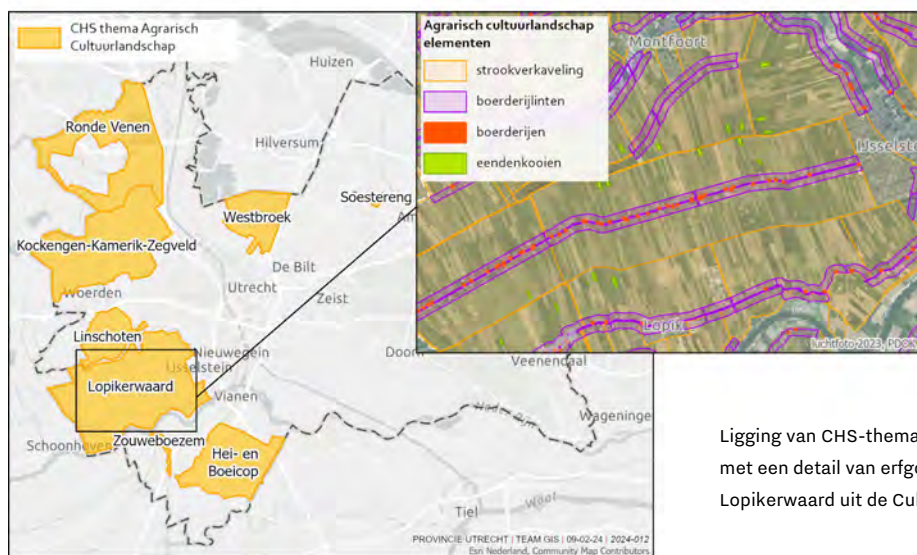 CHS thema Agrarisch
Cultuurlandschap
Huizen
Ronde Venen
Hilversum
Soestereng
Westbroek
Kockengen-Kamerik-Zegveld
De Bilt
Utrecht
Woerden
Zeist
Linschoten
Nieuwegein
IJsselstein
Doorn
Veenendaal
Lopikerwaard
Vianen
Wageninge
Schoonhoven
Zouweboezem
Hei- en
Boeicop
Tiel
Waal
PROVINCIE UTRECHT | TEAM GIS | 09-02-24 | 2024-012
Esri Nederland, Community Map Contributors
Agrarisch cultuurlandschap
elementen
strookverkaveling
boerderijlinten
boerderijen
eendenkooien
Montfoort
IJsselste
Lopik
luchtfoto 2023, PDOK
Ligging van CHS-thema
met een detail van erfgo
Lopikerwaard uit de Cul